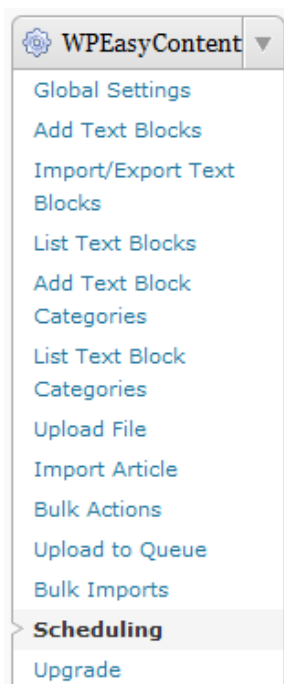 WPEasyContent
Global Settings
Add Text Blocks
Import/Export Text
Blocks
List Text Blocks
Add Text Block
Categories
List Text Block
Categories
Upload File
Import Article
Bulk Actions
Upload to Queue
Bulk Imports
Scheduling
Upgrade